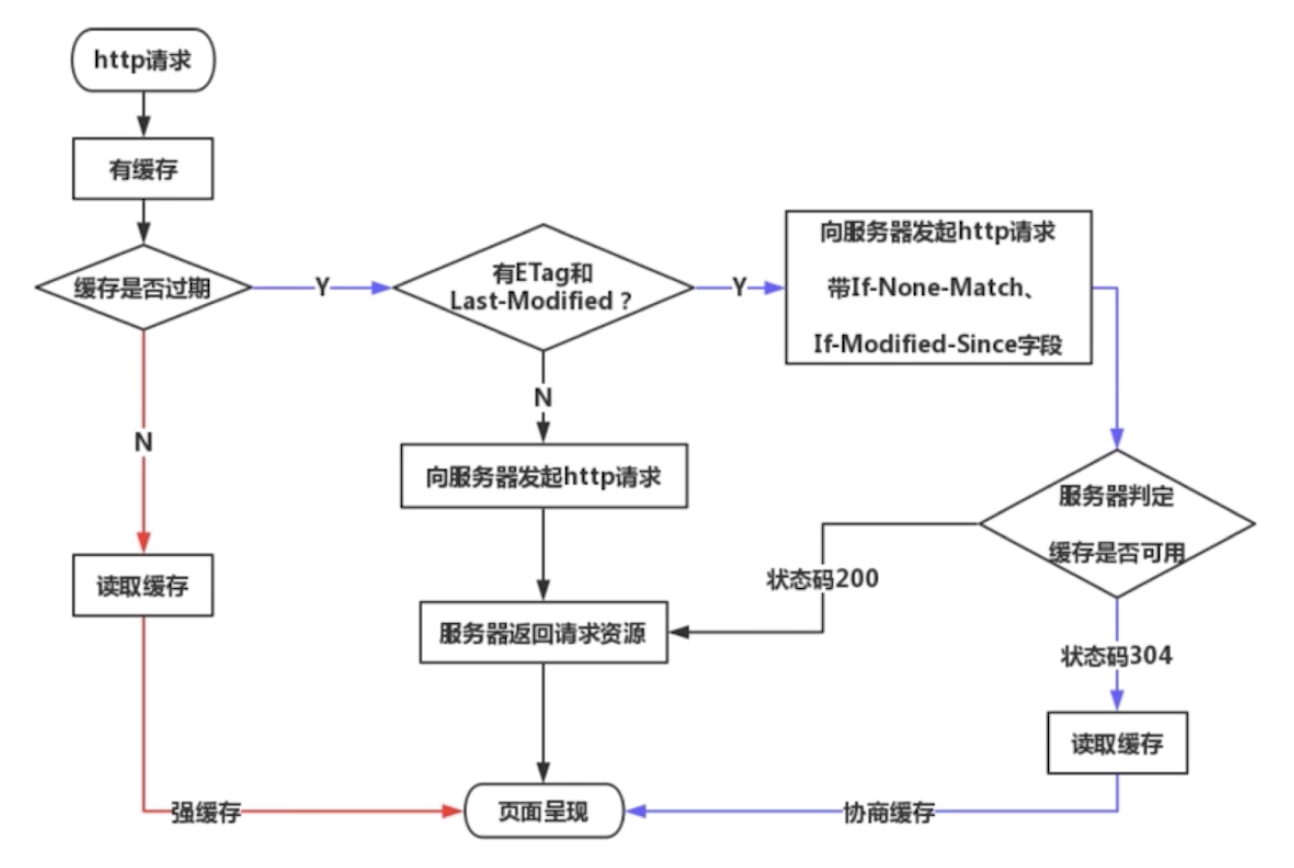 http请求
有缓存
缓存是否过期
Y
有ETag和
Last-Modified ?
Y
向服务器发起http请求
带If-None-Match、
If-Modified-Since字段
N
N
向服务器发起http请求
服务器判定
缓存是否可用
读取缓存
状态码200
服务器返回请求资源
状态码304
读取缓存
强缓存
页面呈现
协商缓存